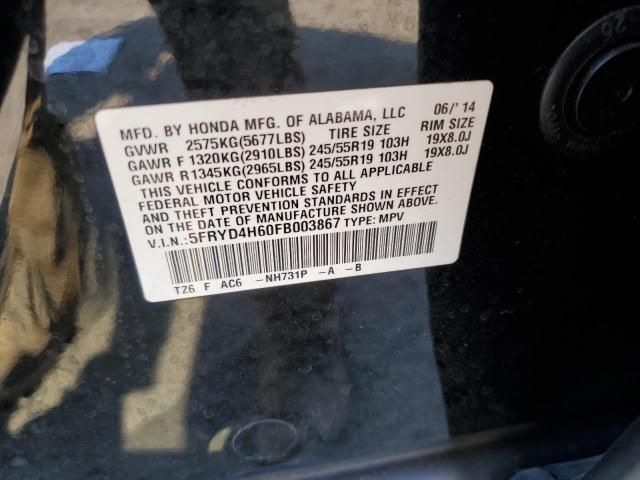 MFD. BY HONDA MFG. OF ALABAMA, LLC 06/'14
GVWR 2575KG(5677LBS) TIRE SIZE RIM SIZE
GAWR F 1320KG(2910LBS) 245/55R19 103H 19X8.0J
GAWR R1345KG(2965LBS) 245/55R19 103H 19X8.0J
THIS VEHICLE CONFORMS TO ALL APPLICABLE
FEDERAL MOTOR VEHICLE SAFETY
AND THEFT PREVENTION STANDARDS IN EFFECT
ON THE DATE OF MANUFACTURE SHOWN ABOVE.
V.I.N.:5FRYD4H60FB003867 TYPE: MPV
TZ6 F AC6 -NH731P -A -B
25